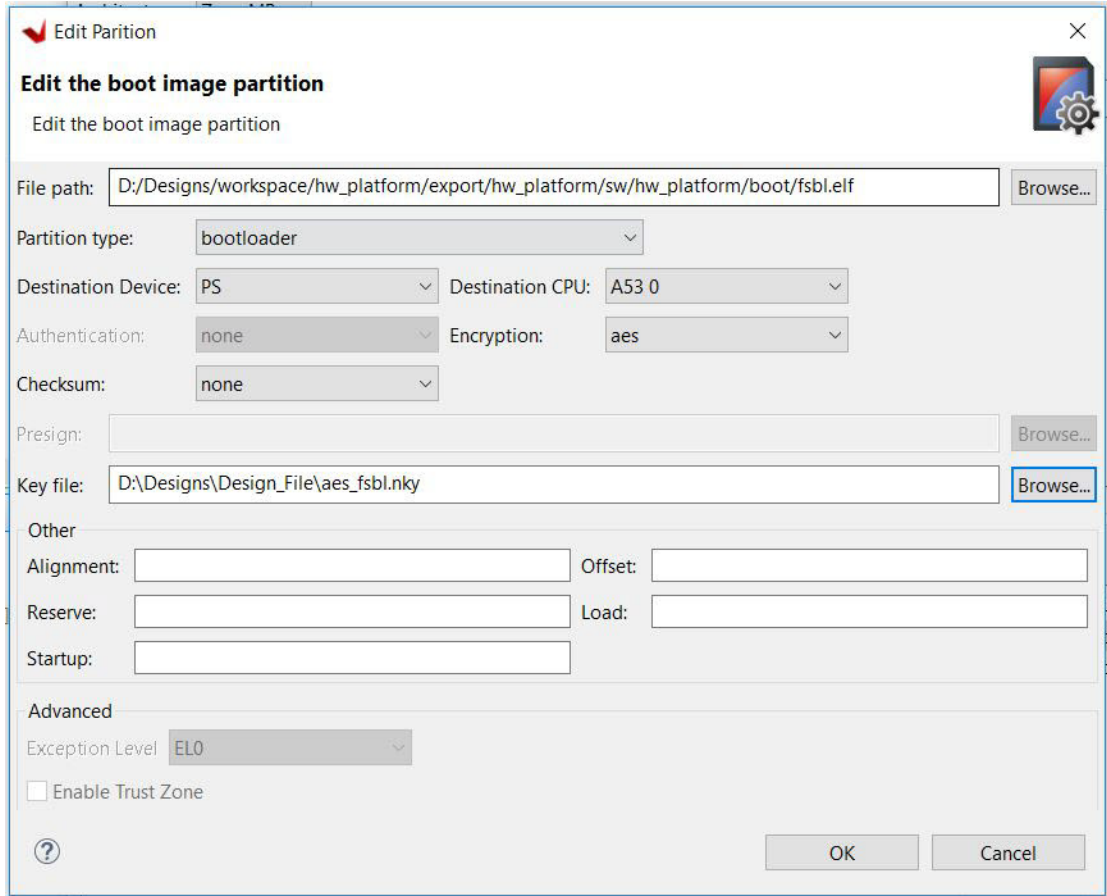 Edit Parition
Edit the boot image partition
Edit the boot image partition
File path: D:/Designs/workspace/hw_platform/export/hw_platform/sw/hw_platform/boot/fsbl.elf Browse...
Partition type: bootloader
Destination Device: PS Destination CPU: A53 0
Authentication: none Encryption: aes
Checksum: none
Presign: Browse...
Key file: D:\Designs\Design_File\aes_fsbl.nky Browse...
Other
Alignment: Offset:
Reserve: Load:
Startup:
Advanced
Exception Level EL0
Enable Trust Zone
? OK Cancel